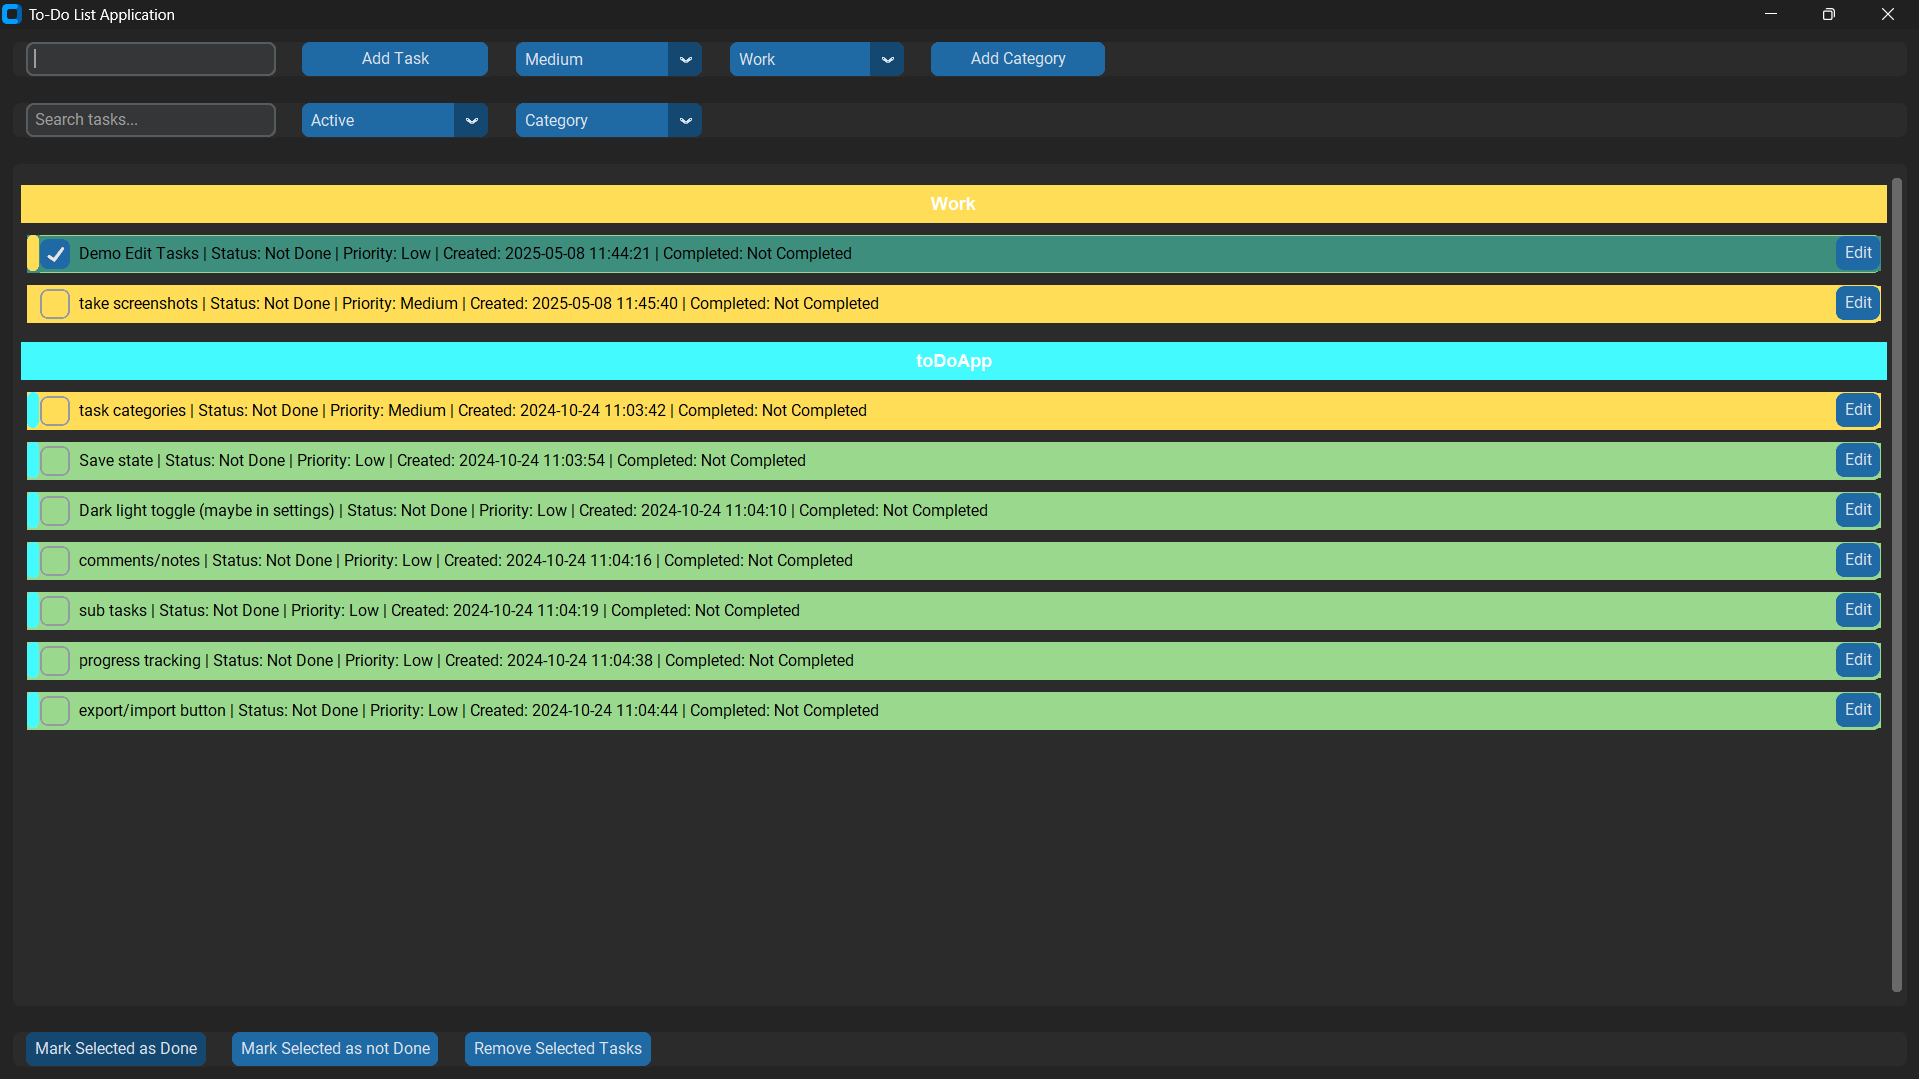 To-Do List Application
Add Task Medium Work Add Category
Search tasks... Active Category
Work
Demo Edit Tasks | Status: Not Done | Priority: Low | Created: 2025-05-08 11:44:21 | Completed: Not Completed Edit
take screenshots | Status: Not Done | Priority: Medium | Created: 2025-05-08 11:45:40 | Completed: Not Completed Edit
toDoApp
task categories | Status: Not Done | Priority: Medium | Created: 2024-10-24 11:03:42 | Completed: Not Completed Edit
Save state | Status: Not Done | Priority: Low | Created: 2024-10-24 11:03:54 | Completed: Not Completed Edit
Dark light toggle (maybe in settings) | Status: Not Done | Priority: Low | Created: 2024-10-24 11:04:10 | Completed: Not Completed Edit
comments/notes | Status: Not Done | Priority: Low | Created: 2024-10-24 11:04:16 | Completed: Not Completed Edit
sub tasks | Status: Not Done | Priority: Low | Created: 2024-10-24 11:04:19 | Completed: Not Completed Edit
progress tracking | Status: Not Done | Priority: Low | Created: 2024-10-24 11:04:38 | Completed: Not Completed Edit
export/import button | Status: Not Done | Priority: Low | Created: 2024-10-24 11:04:44 | Completed: Not Completed Edit
Mark Selected as Done Mark Selected as not Done Remove Selected Tasks